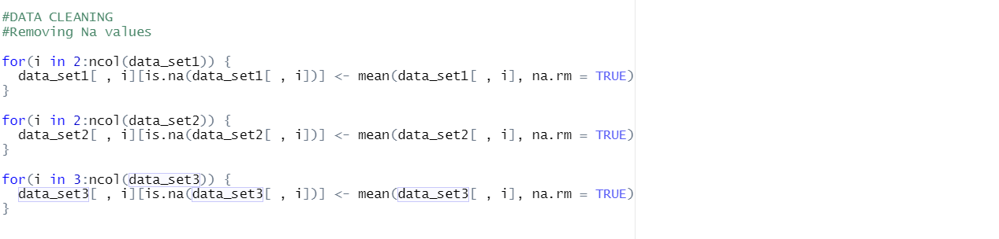 #DATA CLEANING
#Removing Na values
for(i in 2:ncol(data_set1)) {
data_set1[ , i][is.na(data_set1[ , i])] <- mean(data_set1[ , i], na.rm = TRUE)
}
for(i in 2:ncol(data_set2)) {
data_set2[ , i][is.na(data_set2[ , i])] <- mean(data_set2[ , i], na.rm = TRUE)
}
for(i in 3:ncol(data_set3)) {
data_set3[ , i][is.na(data_set3[ , i])] <- mean(data_set3[ , i], na.rm = TRUE)
}